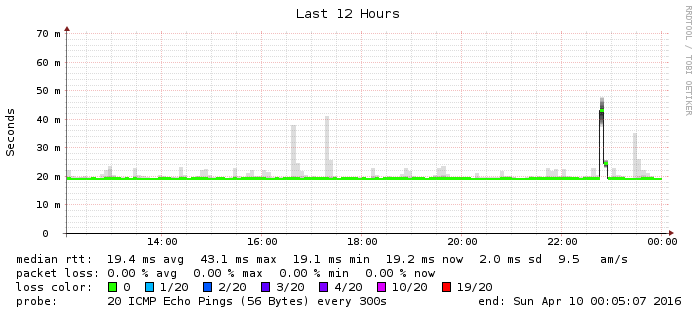 Last 12 Hours
RRDTOOL / TOBI OETIKER
Seconds
70 m
60 m
50 m
40 m
30 m
20 m
10 m
0
14:00 16:00 18:00 20:00 22:00 00:00
median rtt: 19.4 ms avg 43.1 ms max 19.1 ms min 19.2 ms now 2.0 ms sd 9.5 am/s
packet loss: 0.00 % avg 0.00 % max 0.00 % min 0.00 % now
loss color: 0 1/20 2/20 3/20 4/20 10/20 19/20
probe: 20 ICMP Echo Pings (56 Bytes) every 300s end: Sun Apr 10 00:05:07 2016